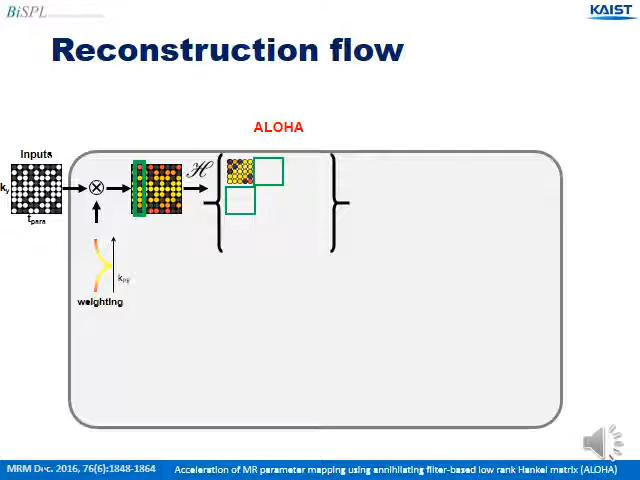 BiSPL
KAIST
Reconstruction flow
ALOHA
Inputs
ℋ
ky
tpara
weighting
MRM Dec. 2016, 76(6):1848-1864
Acceleration of MR parameter mapping using annihilating filter-based low rank Hankel matrix (ALOHA)